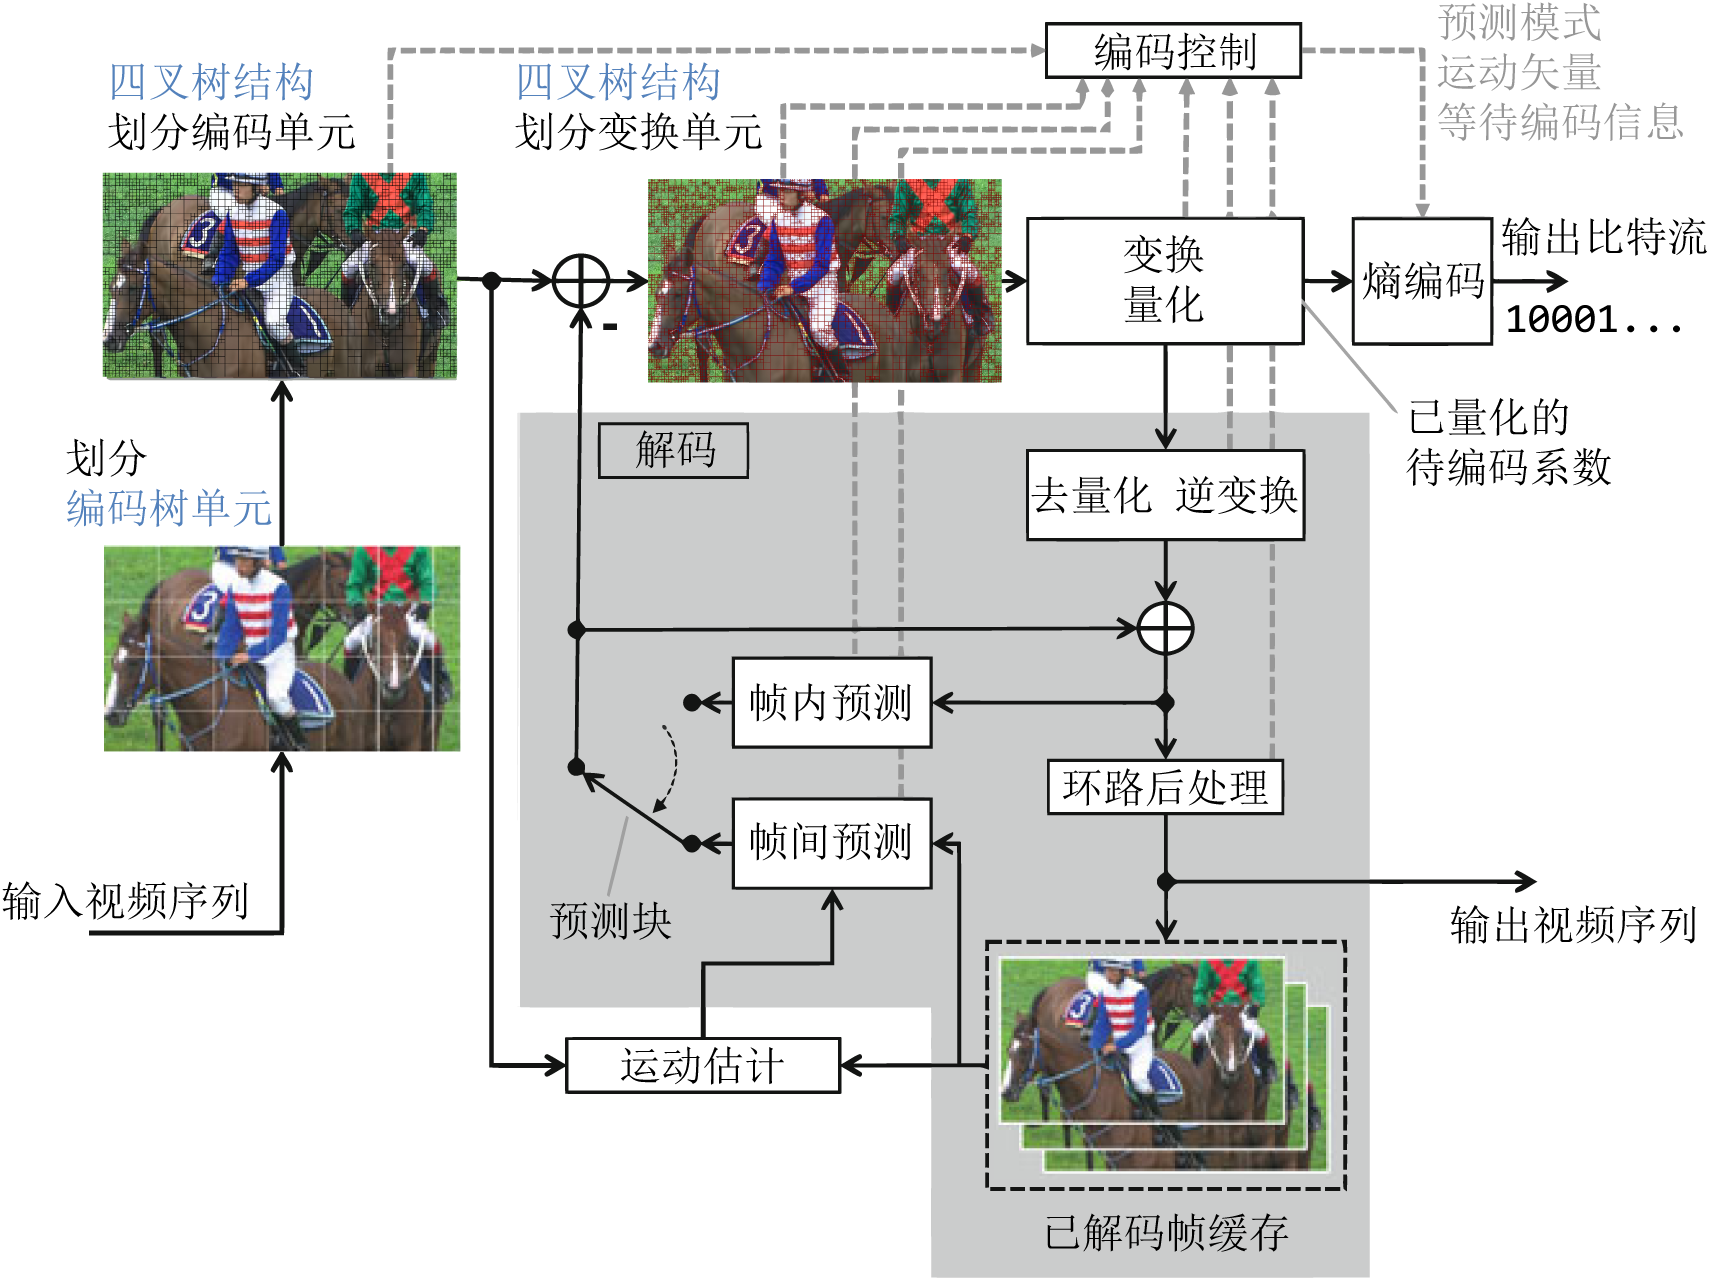 编码控制
预测模式
运动矢量
等待编码信息
四叉树结构
划分编码单元
四叉树结构
划分变换单元
3
3
-
变换
量化
熵编码
输出比特流
10001...
已量化的
待编码系数
解码
去量化 逆变换
划分
编码树单元
3
帧内预测
环路后处理
帧间预测
预测块
输入视频序列
输出视频序列
运动估计
3
已解码帧缓存